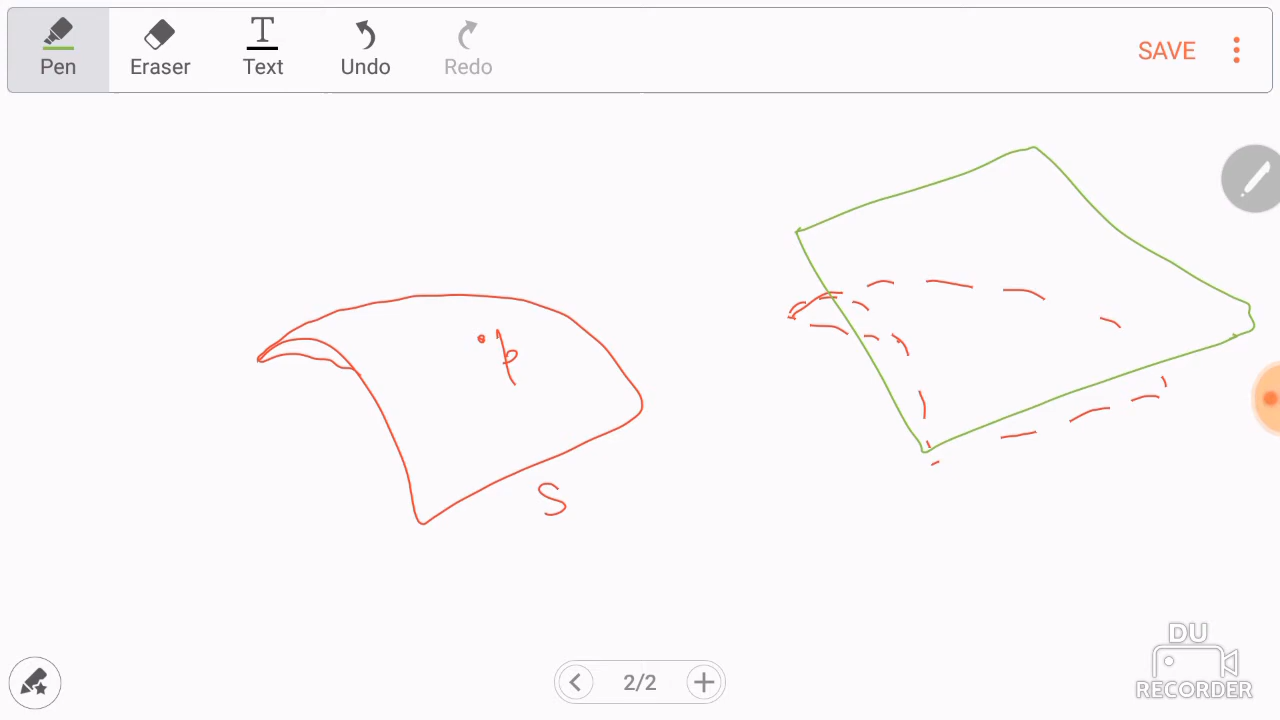 Pen
Eraser
Text
Undo
Redo
SAVE
T
p
S
2/2
DU
RECORDER